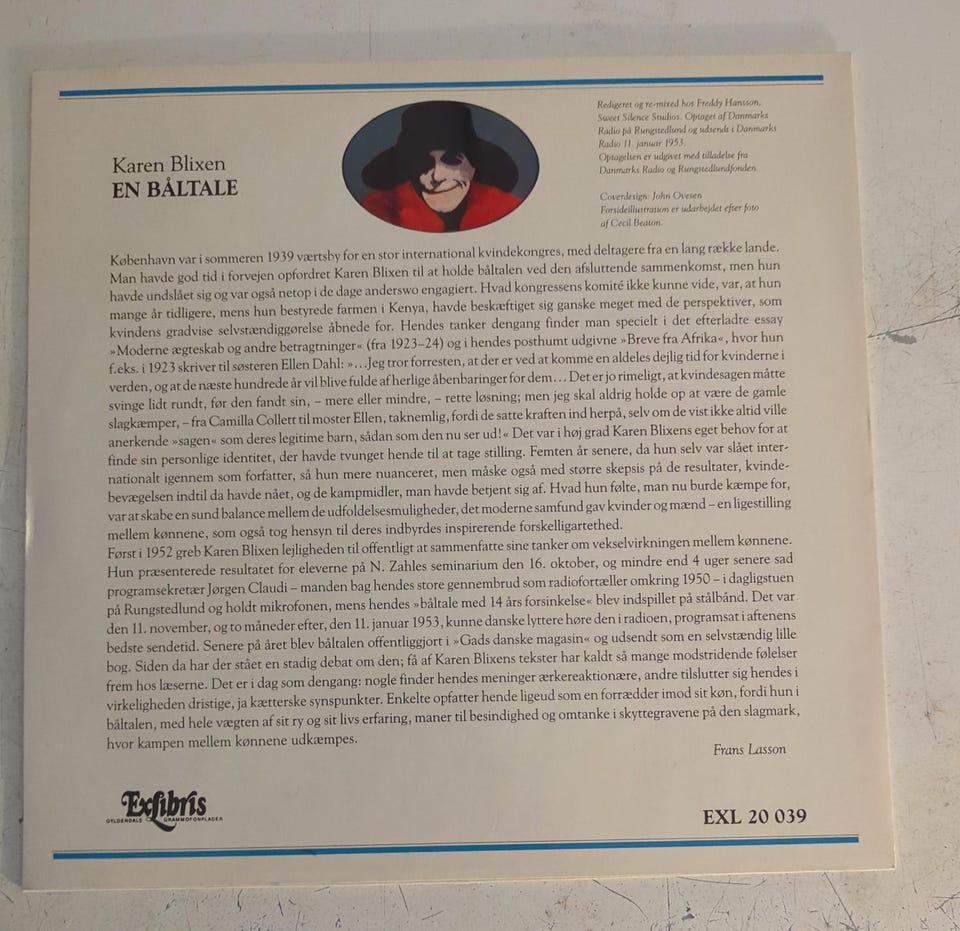 Karen Blixen
EN BÅLTALE
Redigeret og re-mixed hos Freddy Hansson,
Sweet Silence Studios. Optaget af Danmarks
Radio på Rungstedlund og udsendt i Danmarks
Radio 11. januar 1953.
Optagelsen er udgivet med tilladelse fra
Danmarks Radio og Rungstedlundfonden.
Coverdesign: John Ovesen
Forsideillustration er udarbejdet efter foto
af Cecil Beaton.
København var i sommeren 1939 værtsby for en stor international kvindekongres, med deltagere fra en lang række lande.
Man havde god tid i forvejen opfordret Karen Blixen til at holde båltalen ved den afsluttende sammenkomst, men hun
havde undslået sig og var også netop i de dage anderswo engagiert. Hvad kongressens komité ikke kunne vide, var, at hun
mange år tidligere, mens hun bestyrede farmen i Kenya, havde beskæftiget sig ganske meget med de perspektiver, som
kvindens gradvise selvstændiggørelse åbnede for. Hendes tanker dengang finder man specielt i det efterladte essay
»Moderne ægteskab og andre betragtninger« (fra 1923–24) og i hendes posthumt udgivne »Breve fra Afrika«, hvor hun
f.eks. i 1923 skriver til søsteren Ellen Dahl: »…Jeg tror forresten, at der er ved at komme en aldeles dejlig tid for kvinderne i
verden, og at de næste hundrede år vil blive fulde af herlige åbenbaringer for dem… Det er jo rimeligt, at kvindesagen måtte
svinge lidt rundt, før den fandt sin, – mere eller mindre, – rette løsning; men jeg skal aldrig holde op at være de gamle
slagkæmper, – fra Camilla Collett til moster Ellen, taknemlig, fordi de satte kraften ind herpå, selv om de vist ikke altid ville
anerkende »sagen« som deres legitime barn, sådan som den nu ser ud!« Det var i høj grad Karen Blixens eget behov for at
finde sin personlige identitet, der havde tvunget hende til at tage stilling. Femten år senere, da hun selv var slået inter-
nationalt igennem som forfatter, så hun mere nuanceret, men måske også med større skepsis på de resultater, kvinde-
bevægelsen indtil da havde nået, og de kampmidler, man havde betjent sig af. Hvad hun følte, man nu burde kæmpe for,
var at skabe en sund balance mellem de udfoldelsesmuligheder, det moderne samfund gav kvinder og mænd – en ligestilling
mellem kønnene, som også tog hensyn til deres indbyrdes inspirerende forskelligartethed.
Først i 1952 greb Karen Blixen lejligheden til offentligt at sammenfatte sine tanker om vekselvirkningen mellem kønnene.
Hun præsenterede resultatet for eleverne på N. Zahles seminarium den 16. oktober, og mindre end 4 uger senere sad
programsekretær Jørgen Claudi – manden bag hendes store gennembrud som radiofortæller omkring 1950 – i dagligstuen
på Rungstedlund og holdt mikrofonen, mens hendes »båltale med 14 års forsinkelse« blev indspillet på stålbånd. Det var
den 11. november, og to måneder efter, den 11. januar 1953, kunne danske lyttere høre den i radioen, programsat i aftenens
bedste sendetid. Senere på året blev båltalen offentliggjort i »Gads danske magasin« og udsendt som en selvstændig lille
bog. Siden da har der stået en stadig debat om den; få af Karen Blixens tekster har kaldt så mange modstridende følelser
frem hos læserne. Det er i dag som dengang: nogle finder hendes meninger ærkereaktionære, andre tilslutter sig hendes i
virkeligheden dristige, ja kætterske synspunkter. Enkelte opfatter hende ligeud som en forrædder imod sit køn, fordi hun i
båltalen, med hele vægten af sit ry og sit livs erfaring, maner til besindighed og omtanke i skyttegravene på den slagmark,
hvor kampen mellem kønnene udkæmpes.
Frans Lasson
Exlibris
GYLDENDALS GRAMMOFONPLADER
EXL 20 039